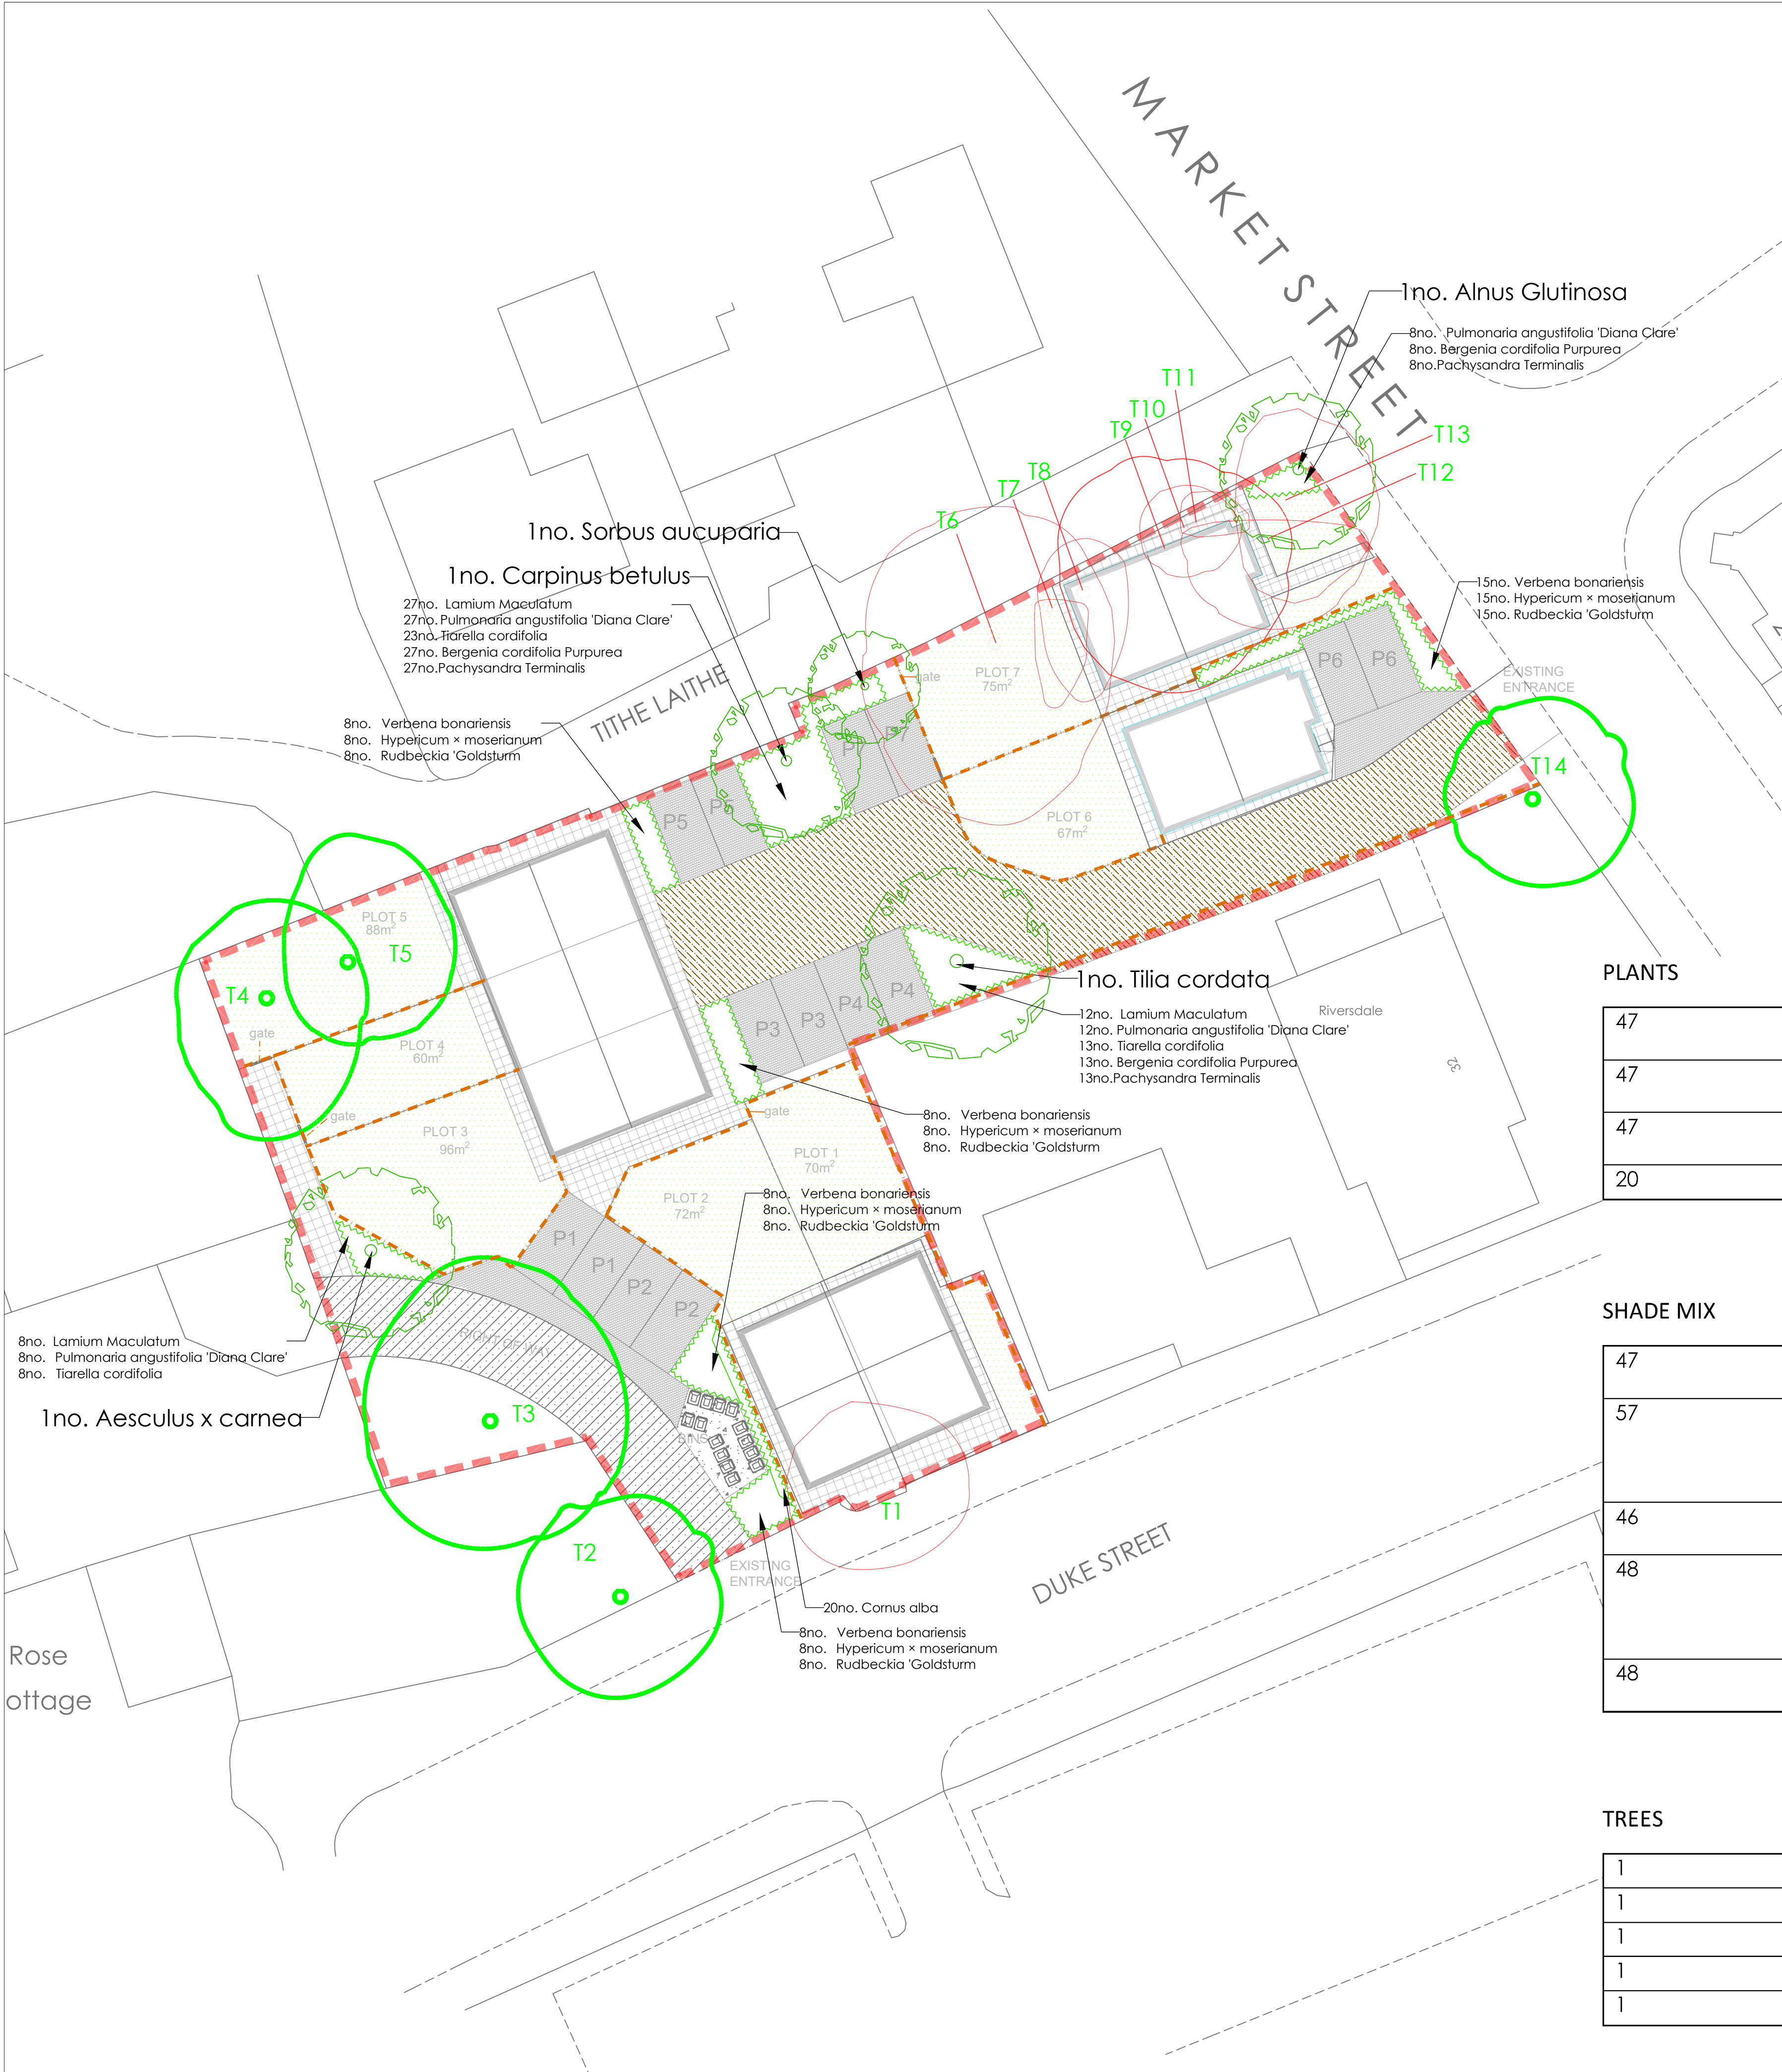 MARKET STREET
1no. Alnus Glutinosa
8no. Pulmonaria angustifolia 'Diana Clare'
8no. Bergenia cordifolia Purpurea
8no.Pachysandra Terminalis
T11
T10
T9
T13
T12
T8
T7
T6
1no. Sorbus aucuparia
1no. Carpinus betulus
27no. Lamium Maculatum
27no. Pulmonaria angustifolia 'Diana Clare'
23no. Tiarella cordifolia
27no. Bergenia cordifolia Purpurea
27no.Pachysandra Terminalis
15no. Verbena bonariensis
15no. Hypericum × moserianum
15no. Rudbeckia 'Goldsturm
P6
P6
EXISTING
ENTRANCE
gate
PLOT 7
75m²
TITHE LAITHE
8no. Verbena bonariensis
8no. Hypericum × moserianum
8no. Rudbeckia 'Goldsturm
P7
P7
P5
P5
T14
PLOT 6
67m²
PLOT 5
88m²
T5
T4
gate
PLOT 4
60m²
P4
P4
P3
P3
1no. Tilia cordata
12no. Lamium Maculatum
12no. Pulmonaria angustifolia 'Diana Clare'
13no. Tiarella cordifolia
13no. Bergenia cordifolia Purpurea
13no.Pachysandra Terminalis
Riversdale
32
PLANTS
47
47
47
20
gate
PLOT 3
96m²
gate
8no. Verbena bonariensis
8no. Hypericum × moserianum
8no. Rudbeckia 'Goldsturm
PLOT 1
70m²
PLOT 2
72m²
8no. Verbena bonariensis
8no. Hypericum × moserianum
8no. Rudbeckia 'Goldsturm
P1
P1
P2
P2
RIGHT OF WAY
8no. Lamium Maculatum
8no. Pulmonaria angustifolia 'Diana Clare'
8no. Tiarella cordifolia
1no. Aesculus x carnea
T3
BINS
T1
T2
EXISTING
ENTRANCE
20no. Cornus alba
8no. Verbena bonariensis
8no. Hypericum × moserianum
8no. Rudbeckia 'Goldsturm
DUKE STREET
Rose
ottage
SHADE MIX
47
57
46
48
48
TREES
1
1
1
1
1